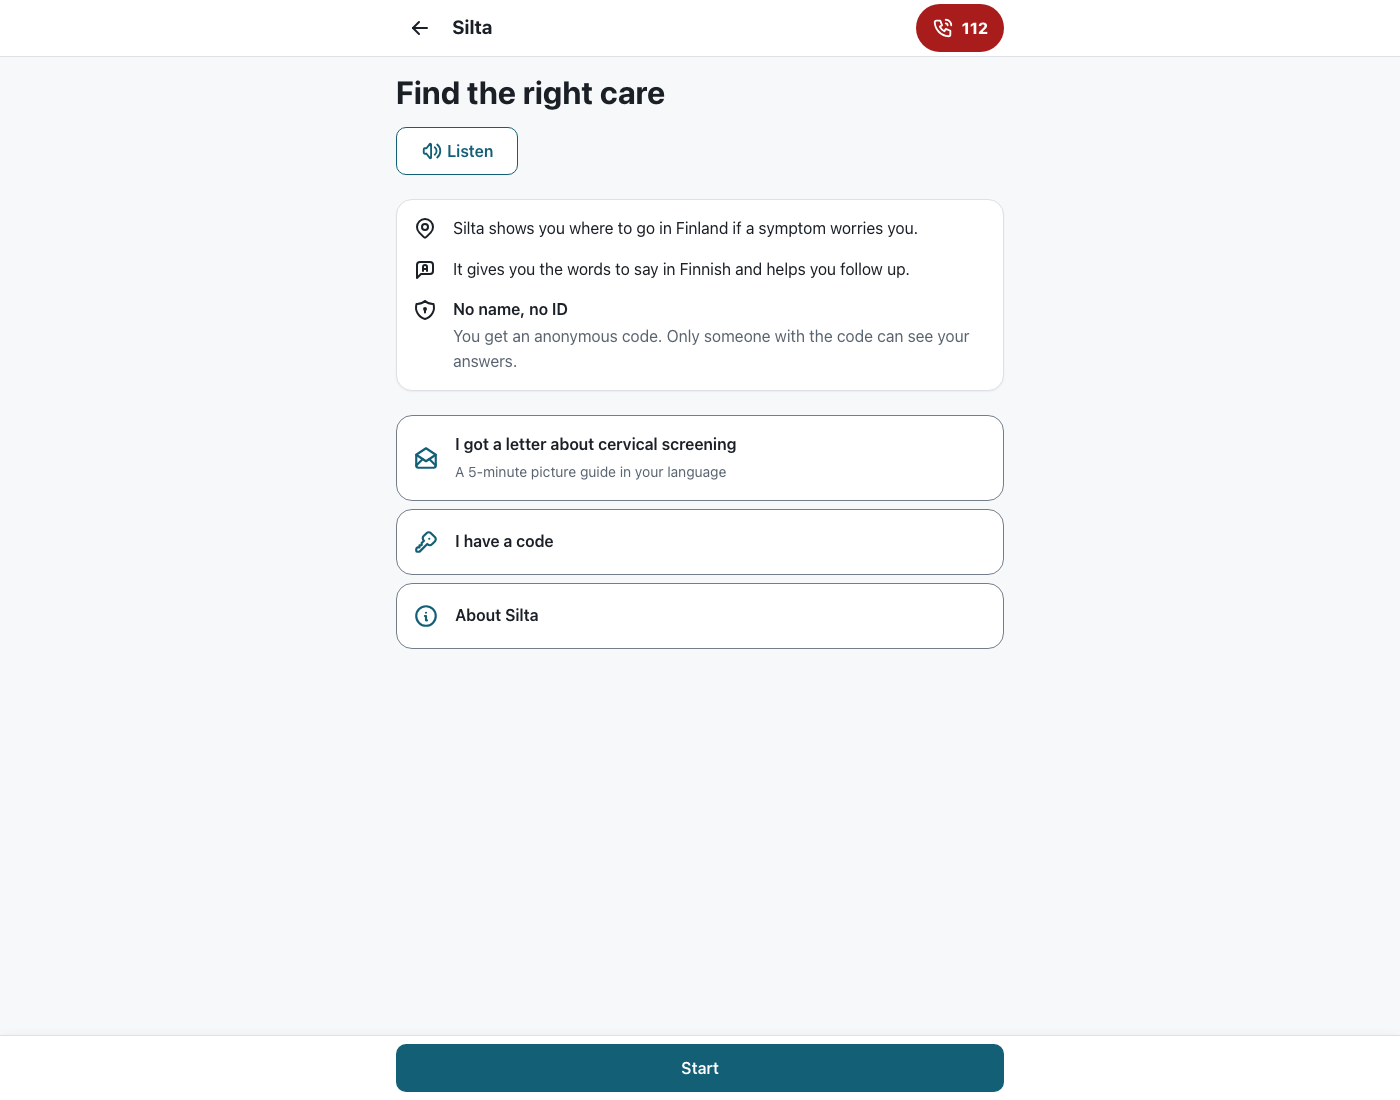 Silta
112
Find the right care
Listen
Silta shows you where to go in Finland if a symptom worries you.
It gives you the words to say in Finnish and helps you follow up.
No name, no ID
You get an anonymous code. Only someone with the code can see your
answers.
I got a letter about cervical screening
A 5-minute picture guide in your language
I have a code
About Silta
Start